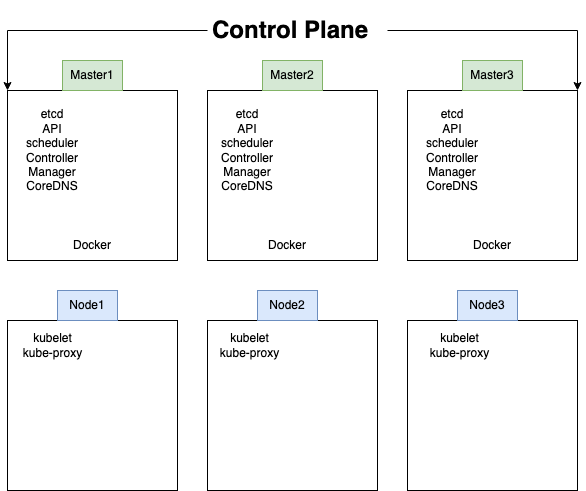 Control Plane
Master1
Master2
Master3
etcd
API
scheduler
Controller
Manager
CoreDNS
Docker
etcd
API
scheduler
Controller
Manager
CoreDNS
Docker
etcd
API
scheduler
Controller
Manager
CoreDNS
Docker
Node1
Node2
Node3
kubelet
kube-proxy
kubelet
kube-proxy
kubelet
kube-proxy